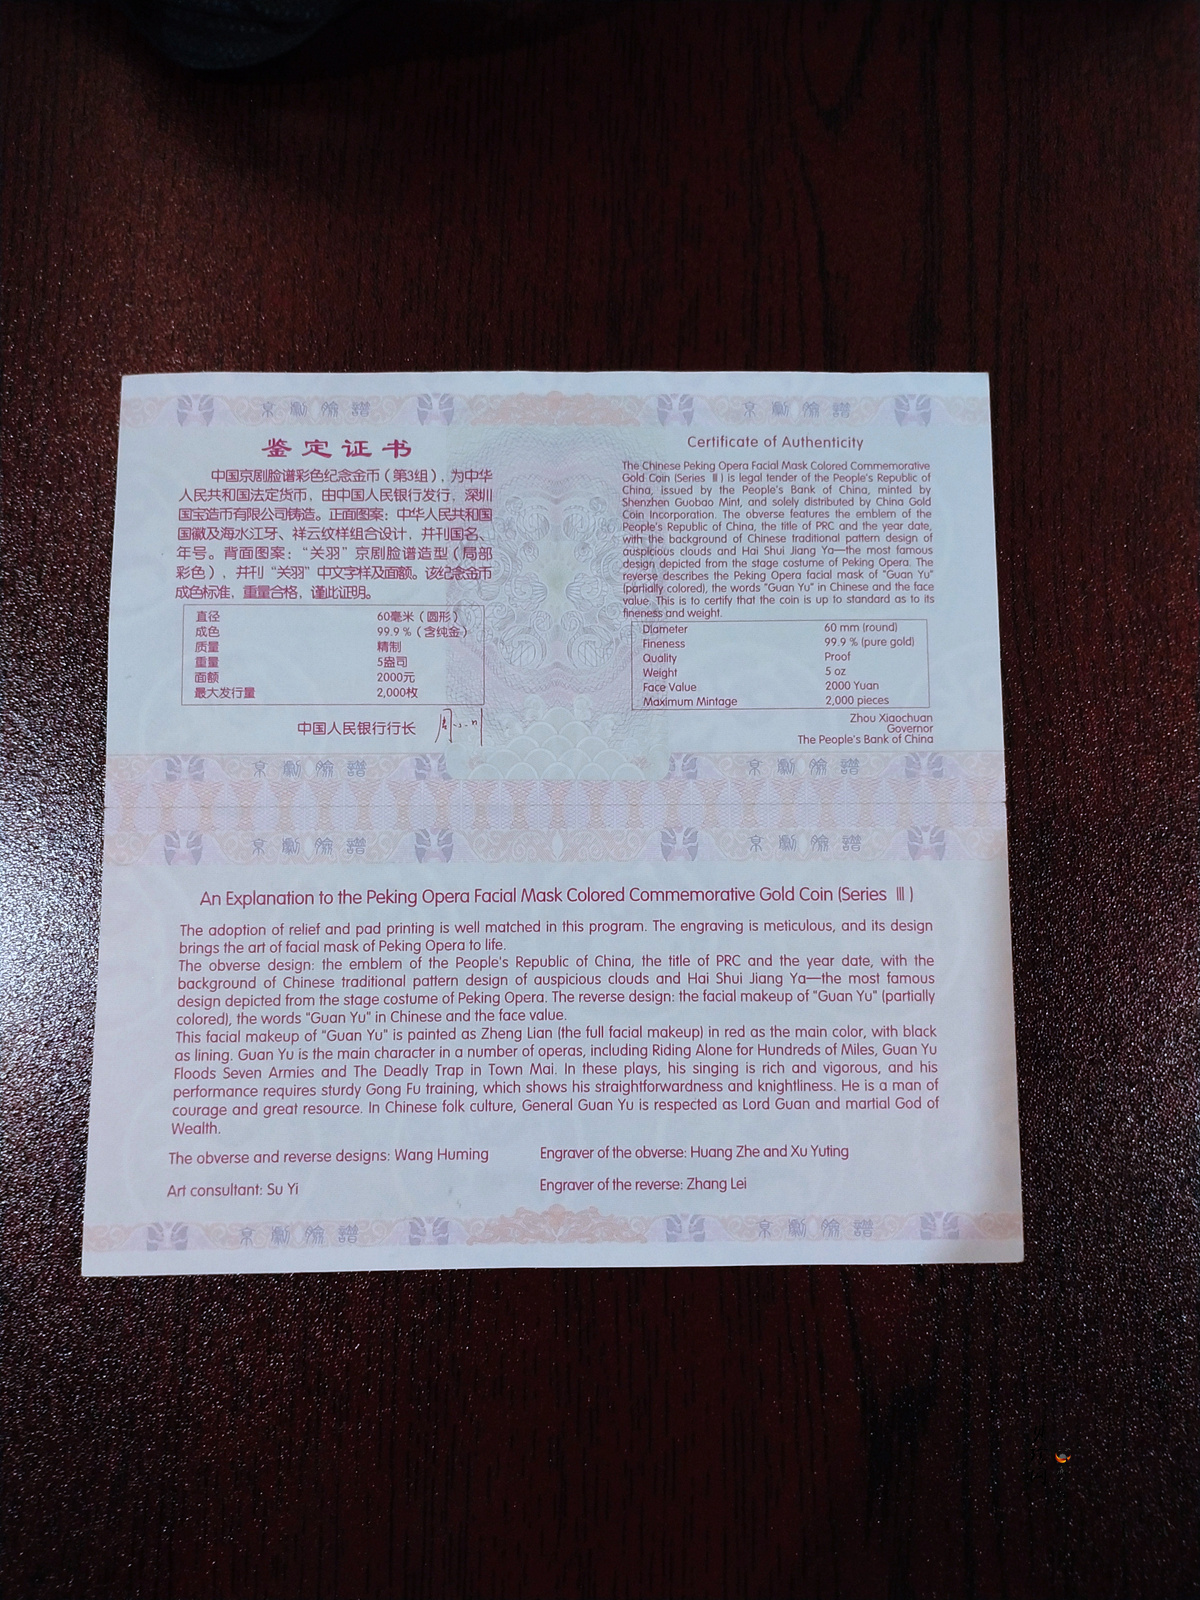 京劇臉譜
京劇臉譜
鉴定证书
中国京剧脸谱彩色纪念金币（第3组），为中华
人民共和国法定货币，由中国人民银行发行，深圳
国宝造币有限公司铸造。正面图案：中华人民共和国
国徽及海水江牙、祥云纹样组合设计，并刊国名、
年号。背面图案：“关羽”京剧脸谱造型（局部
彩色），并刊“关羽”中文字样及面额。该纪念金币
成色标准，重量合格，谨此证明。
直径 60毫米（圆形）
成色 99.9％（含纯金）
质量 精制
重量 5盎司
面额 2000元
最大发行量 2,000枚
中国人民银行行长
Certificate of Authenticity
The Chinese Peking Opera Facial Mask Colored Commemorative
Gold Coin (Series Ⅲ) is legal tender of the People's Republic of
China, issued by the People's Bank of China, minted by
Shenzhen Guobao Mint, and solely distributed by China Gold
Coin Incorporation. The obverse features the emblem of the
People's Republic of China, the title of PRC and the year date,
with the background of Chinese traditional pattern design of
auspicious clouds and Hai Shui Jiang Ya—the most famous
design depicted from the stage costume of Peking Opera. The
reverse describes the Peking Opera facial mask of "Guan Yu"
(partially colored), the words "Guan Yu" in Chinese and the face
value. This is to certify that the coin is up to standard as to its
fineness and weight.
Diameter 60 mm (round)
Fineness 99.9 % (pure gold)
Quality Proof
Weight 5 oz
Face Value 2000 Yuan
Maximum Mintage 2,000 pieces
Zhou Xiaochuan
Governor
The People's Bank of China
京劇臉譜
京劇臉譜
京劇臉譜
京劇臉譜
An Explanation to the Peking Opera Facial Mask Colored Commemorative Gold Coin (Series Ⅲ)
The adoption of relief and pad printing is well matched in this program. The engraving is meticulous, and its design
brings the art of facial mask of Peking Opera to life.
The obverse design: the emblem of the People's Republic of China, the title of PRC and the year date, with the
background of Chinese traditional pattern design of auspicious clouds and Hai Shui Jiang Ya—the most famous
design depicted from the stage costume of Peking Opera. The reverse design: the facial makeup of "Guan Yu" (partially
colored), the words "Guan Yu" in Chinese and the face value.
This facial makeup of "Guan Yu" is painted as Zheng Lian (the full facial makeup) in red as the main color, with black
as lining. Guan Yu is the main character in a number of operas, including Riding Alone for Hundreds of Miles, Guan Yu
Floods Seven Armies and The Deadly Trap in Town Mai. In these plays, his singing is rich and vigorous, and his
performance requires sturdy Gong Fu training, which shows his straightforwardness and knightliness. He is a man of
courage and great resource. In Chinese folk culture, General Guan Yu is respected as Lord Guan and martial God of
Wealth.
The obverse and reverse designs: Wang Huming Engraver of the obverse: Huang Zhe and Xu Yuting
Art consultant: Su Yi Engraver of the reverse: Zhang Lei
京劇臉譜
京劇臉譜